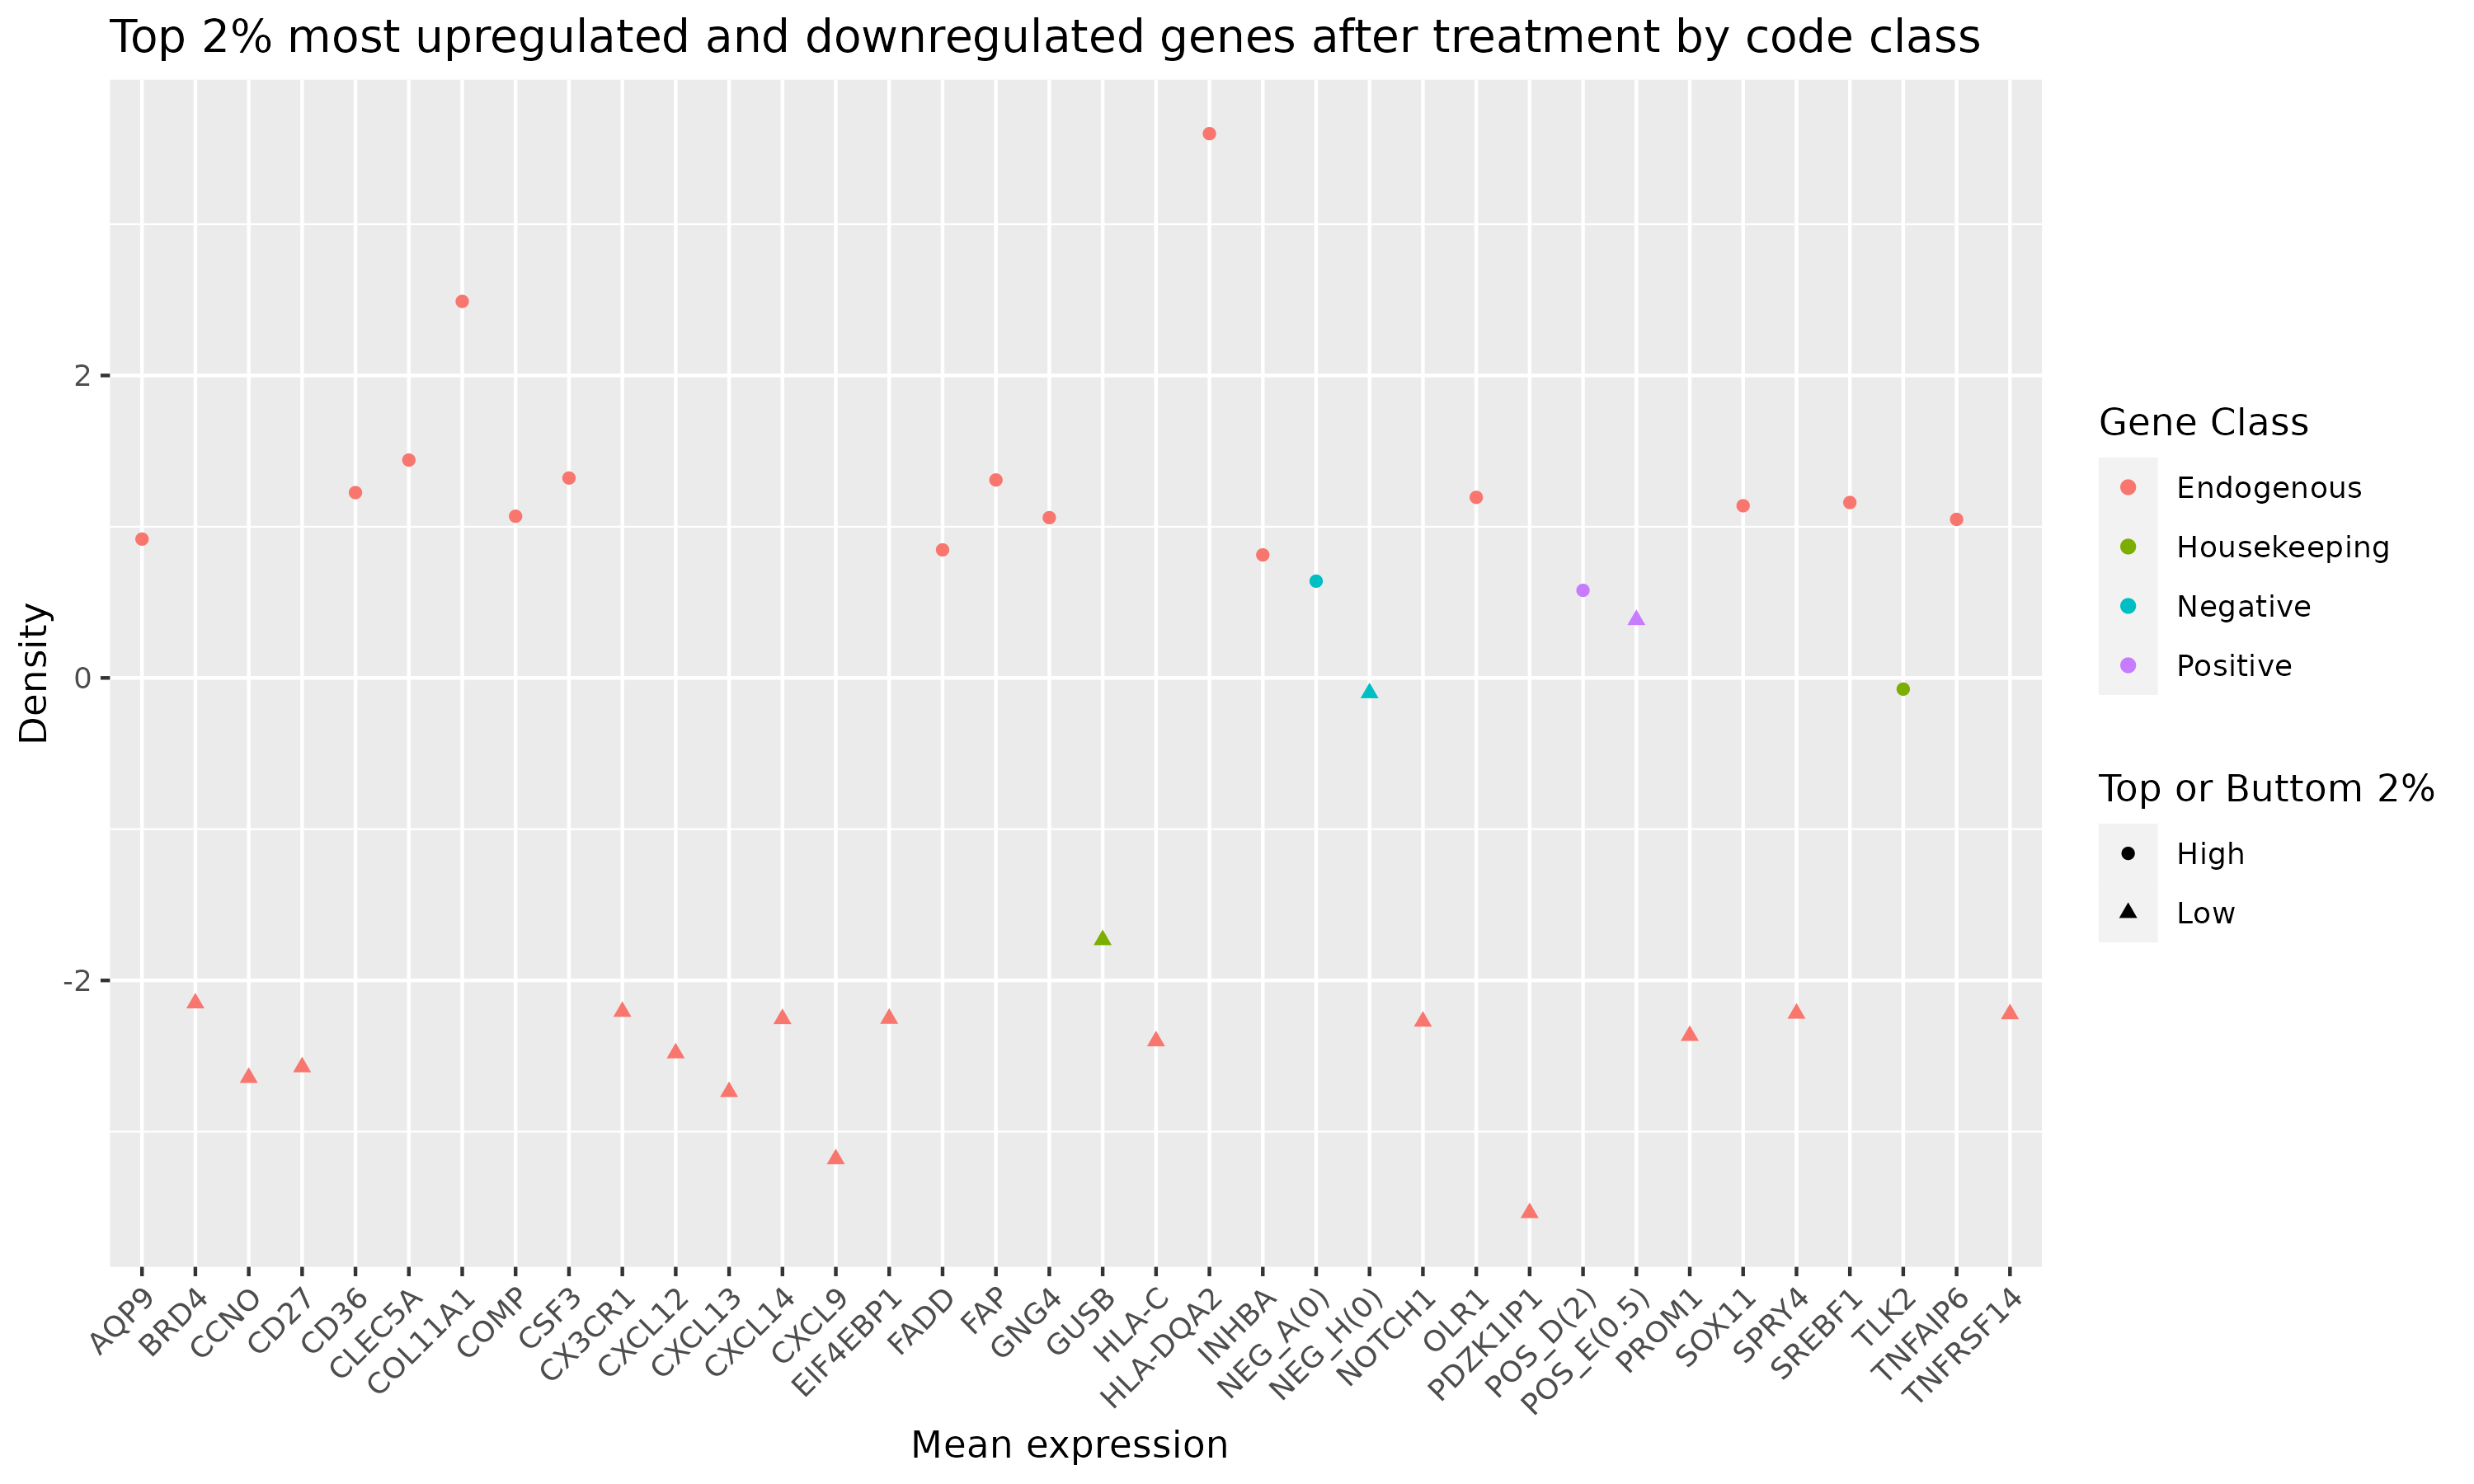 Top 2% most upregulated and downregulated genes after treatment by code class
Density
2
0
-2
AQP9
BRD4
CCNO
CD27
CD36
CLEC5A
COL11A1
COMP
CSF3
CX3CR1
CXCL12
CXCL13
CXCL14
CXCL9
EIF4EBP1
FADD
FAP
GNG4
GUSB
HLA-C
HLA-DQA2
INHBA
NEG_A(0)
NEG_H(0)
NOTCH1
OLR1
PDZK1IP1
POS_D(2)
POS_E(0.5)
PROM1
SOX11
SPRY4
SREBF1
TLK2
TNFAIP6
TNFRSF14
Mean expression
Gene Class
Endogenous
Housekeeping
Negative
Positive
Top or Buttom 2%
High
Low